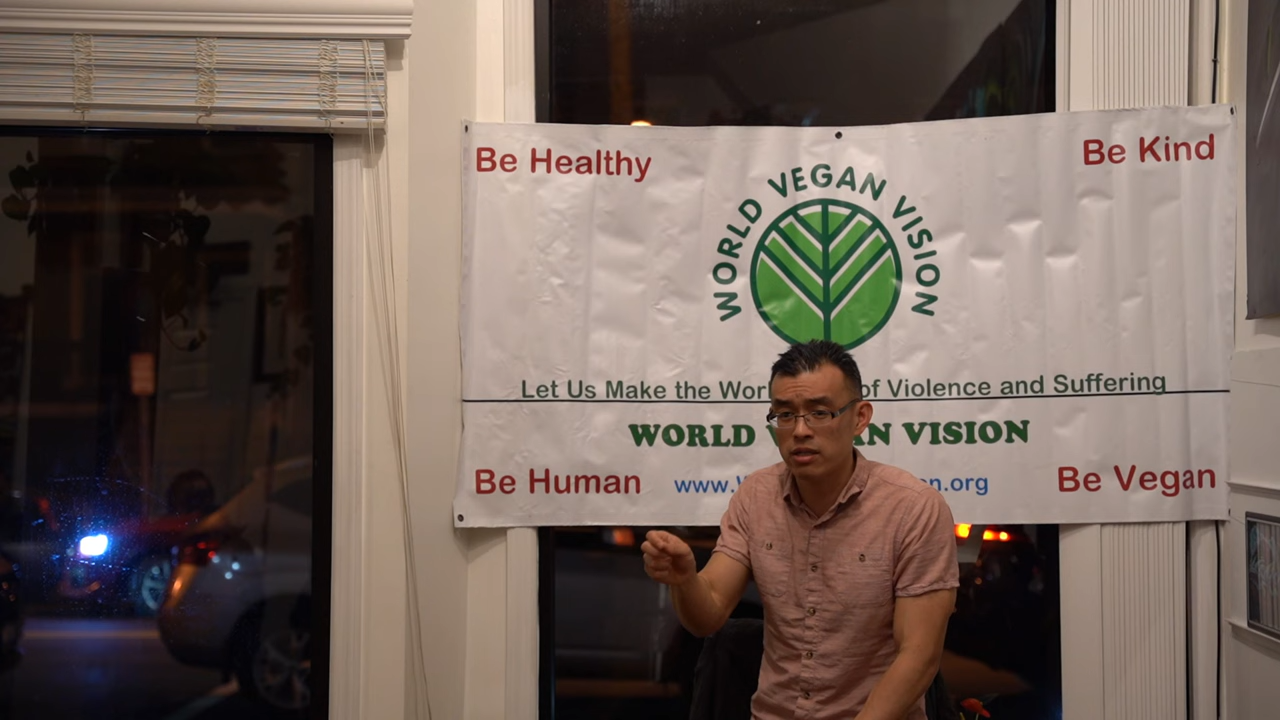 Be Healthy
Be Kind
WORLD VEGAN VISION
Let Us Make the Wor of Violence and Suffering
WORLD V AN VISION
Be Human
www. n.org
Be Vegan